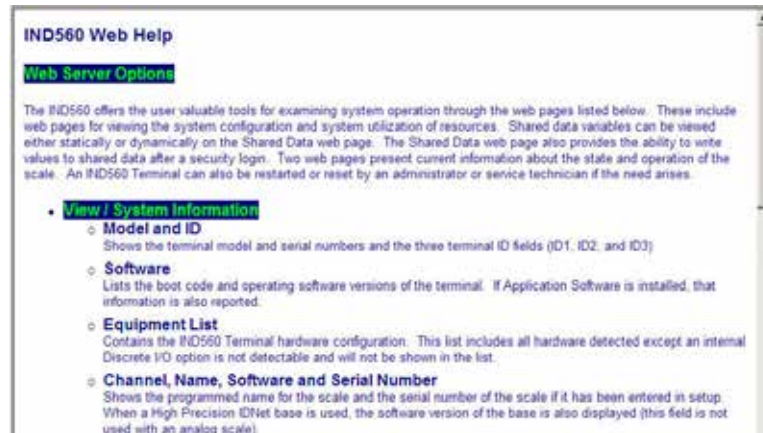 IND560 Web Help
Web Server Options
The IND560 offers the user valuable tools for examining system operation through the web pages listed below. These include
web pages for viewing the system configuration and system utilization of resources. Shared data variables can be viewed
either statically or dynamically on the Shared Data web page. The Shared Data web page also provides the ability to write
values to shared data after a security login. Two web pages present current information about the state and operation of the
scale. An IND560 Terminal can also be restarted or reset by an administrator or service technician if the need arises.
• View / System Information
o Model and ID
Shows the terminal model and serial numbers and the three terminal ID fields (ID1, ID2, and ID3)
o Software
Lists the boot code and operating software versions of the terminal. If Application Software is installed, that
information is also reported.
o Equipment List
Contains the IND560 Terminal hardware configuration. This list includes all hardware detected except an internal
Discrete I/O option is not detectable and will not be shown in the list.
o Channel, Name, Software and Serial Number
Shows the programmed name for the scale and the serial number of the scale if it has been entered in setup.
When a High Precision IDNet base is used, the software version of the base is also displayed (this field is not
used with an analog scale).